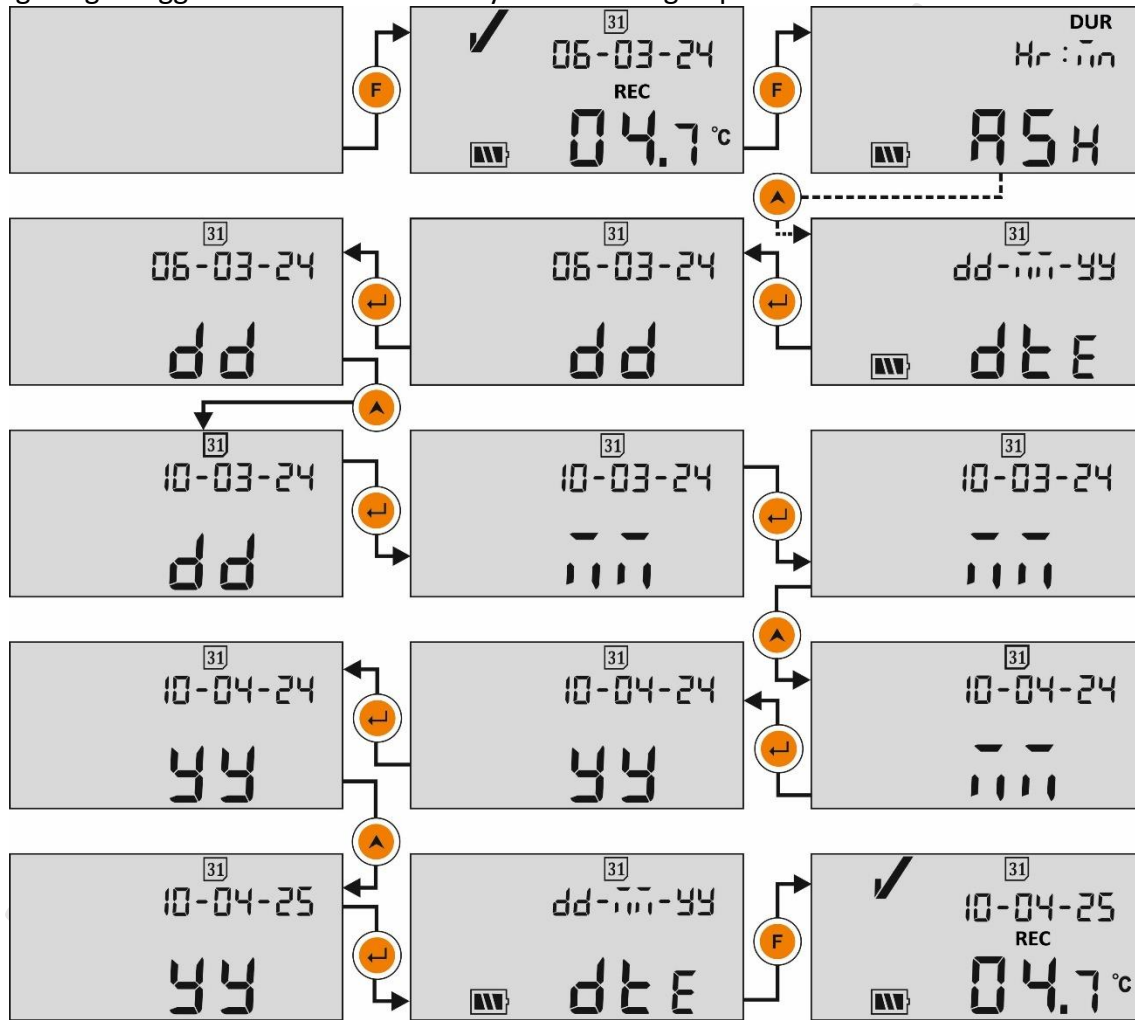 F
31
06-03-24
REC
04.7 °C
F
DUR
Hr:mn
ASH
31
06-03-24
dd
31
06-03-24
dd
31
dd-mm-yy
dtE
31
10-03-24
dd
31
10-03-24
mm
31
10-03-24
mm
31
10-04-24
yy
31
10-04-24
yy
31
10-04-24
mm
31
10-04-25
yy
31
dd-mm-yy
dtE
F
31
10-04-25
REC
04.7 °C